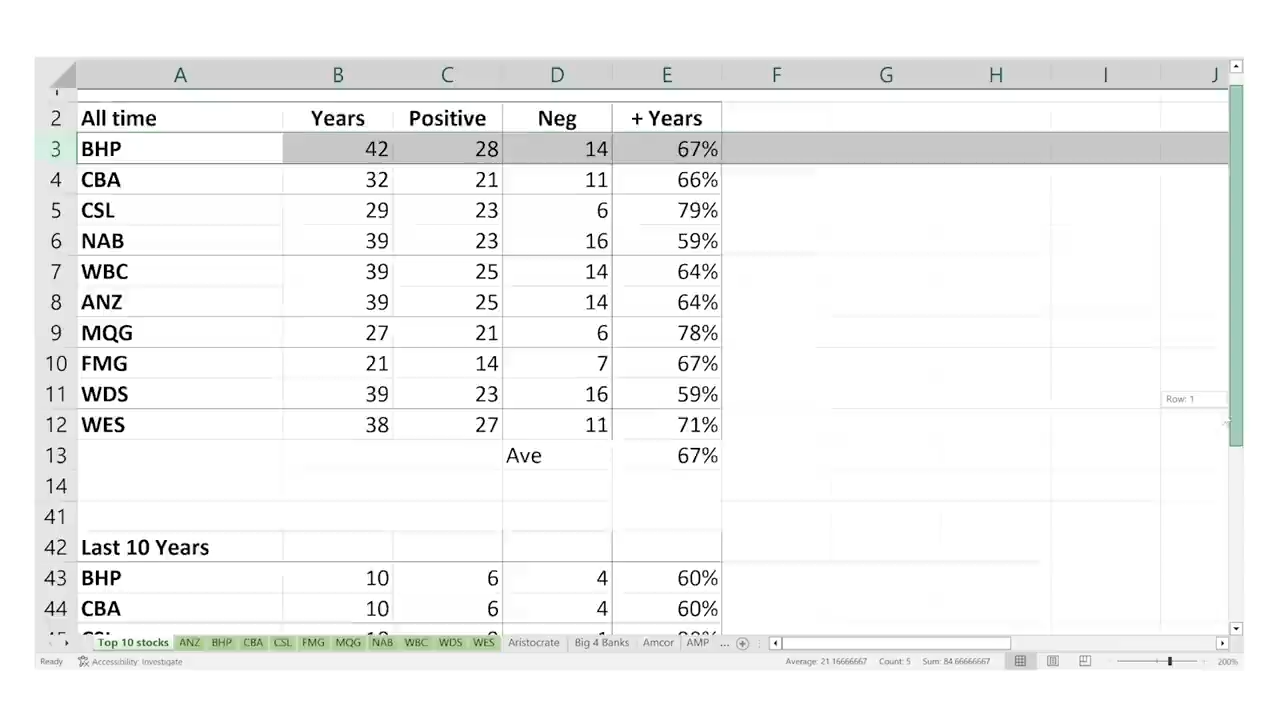 A B C D E F G H I J
2 All time Years Positive Neg + Years
3 BHP 42 28 14 67%
4 CBA 32 21 11 66%
5 CSL 29 23 6 79%
6 NAB 39 23 16 59%
7 WBC 39 25 14 64%
8 ANZ 39 25 14 64%
9 MQG 27 21 6 78%
10 FMG 21 14 7 67%
11 WDS 39 23 16 59%
Row: 1
12 WES 38 27 11 71%
13 Ave 67%
14
41
42 Last 10 Years
43 BHP 10 6 4 60%
44 CBA 10 6 4 60%
Top 10 stocks ANZ BHP CBA CSL FMG MQG NAB WBC WDS WES Aristocrate Big 4 Banks Amcor AMP ...
Ready Accessibility: Investigate Average: 21.16666667 Count: 5 Sum: 84.66666667 200%